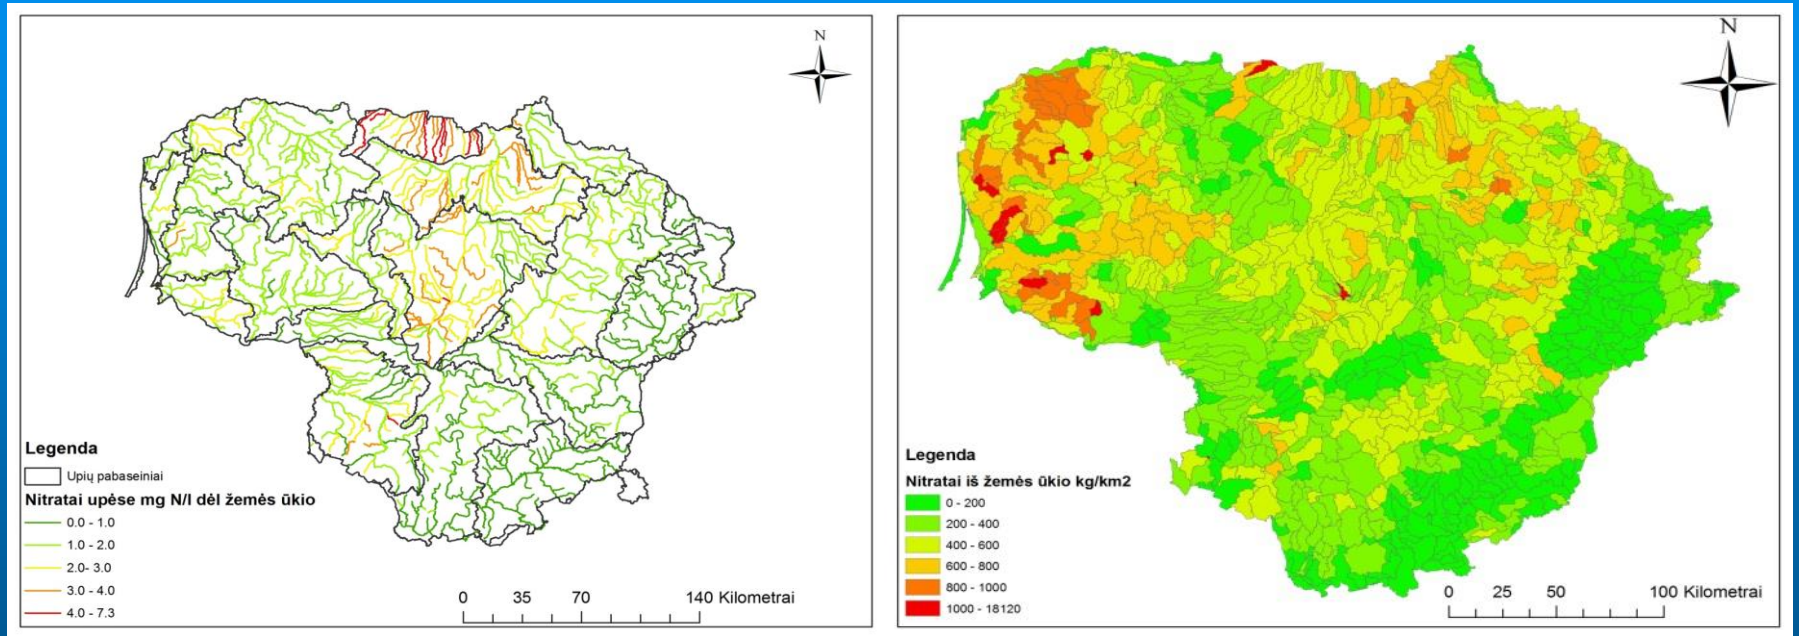 N
Legenda
Upių pabaseiniai
Nitratai upėse mg N/l dėl žemės ūkio
0.0 - 1.0
1.0 - 2.0
2.0- 3.0
3.0 - 4.0
4.0 - 7.3
0 35 70 140 Kilometrai
N
Legenda
Nitratai iš žemės ūkio kg/km2
0 - 200
200 - 400
400 - 600
600 - 800
800 - 1000
1000 - 18120
0 25 50 100 Kilometrai